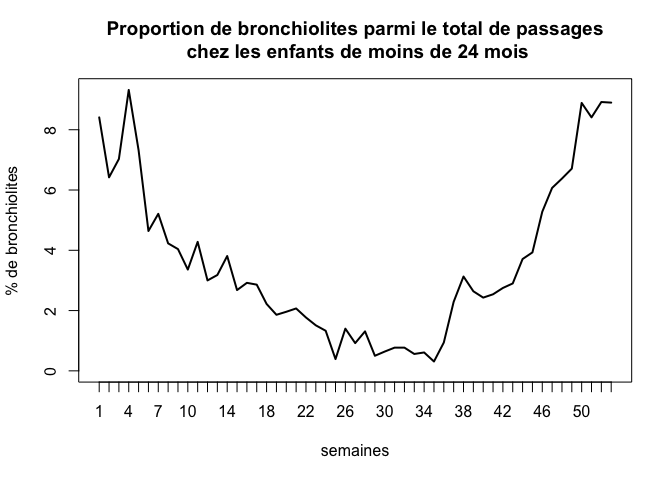 Proportion de bronchiolites parmi le total de passages
chez les enfants de moins de 24 mois
% de bronchiolites
8
6
4
2
0
1 4 7 10 14 18 22 26 30 34 38 42 46 50
semaines